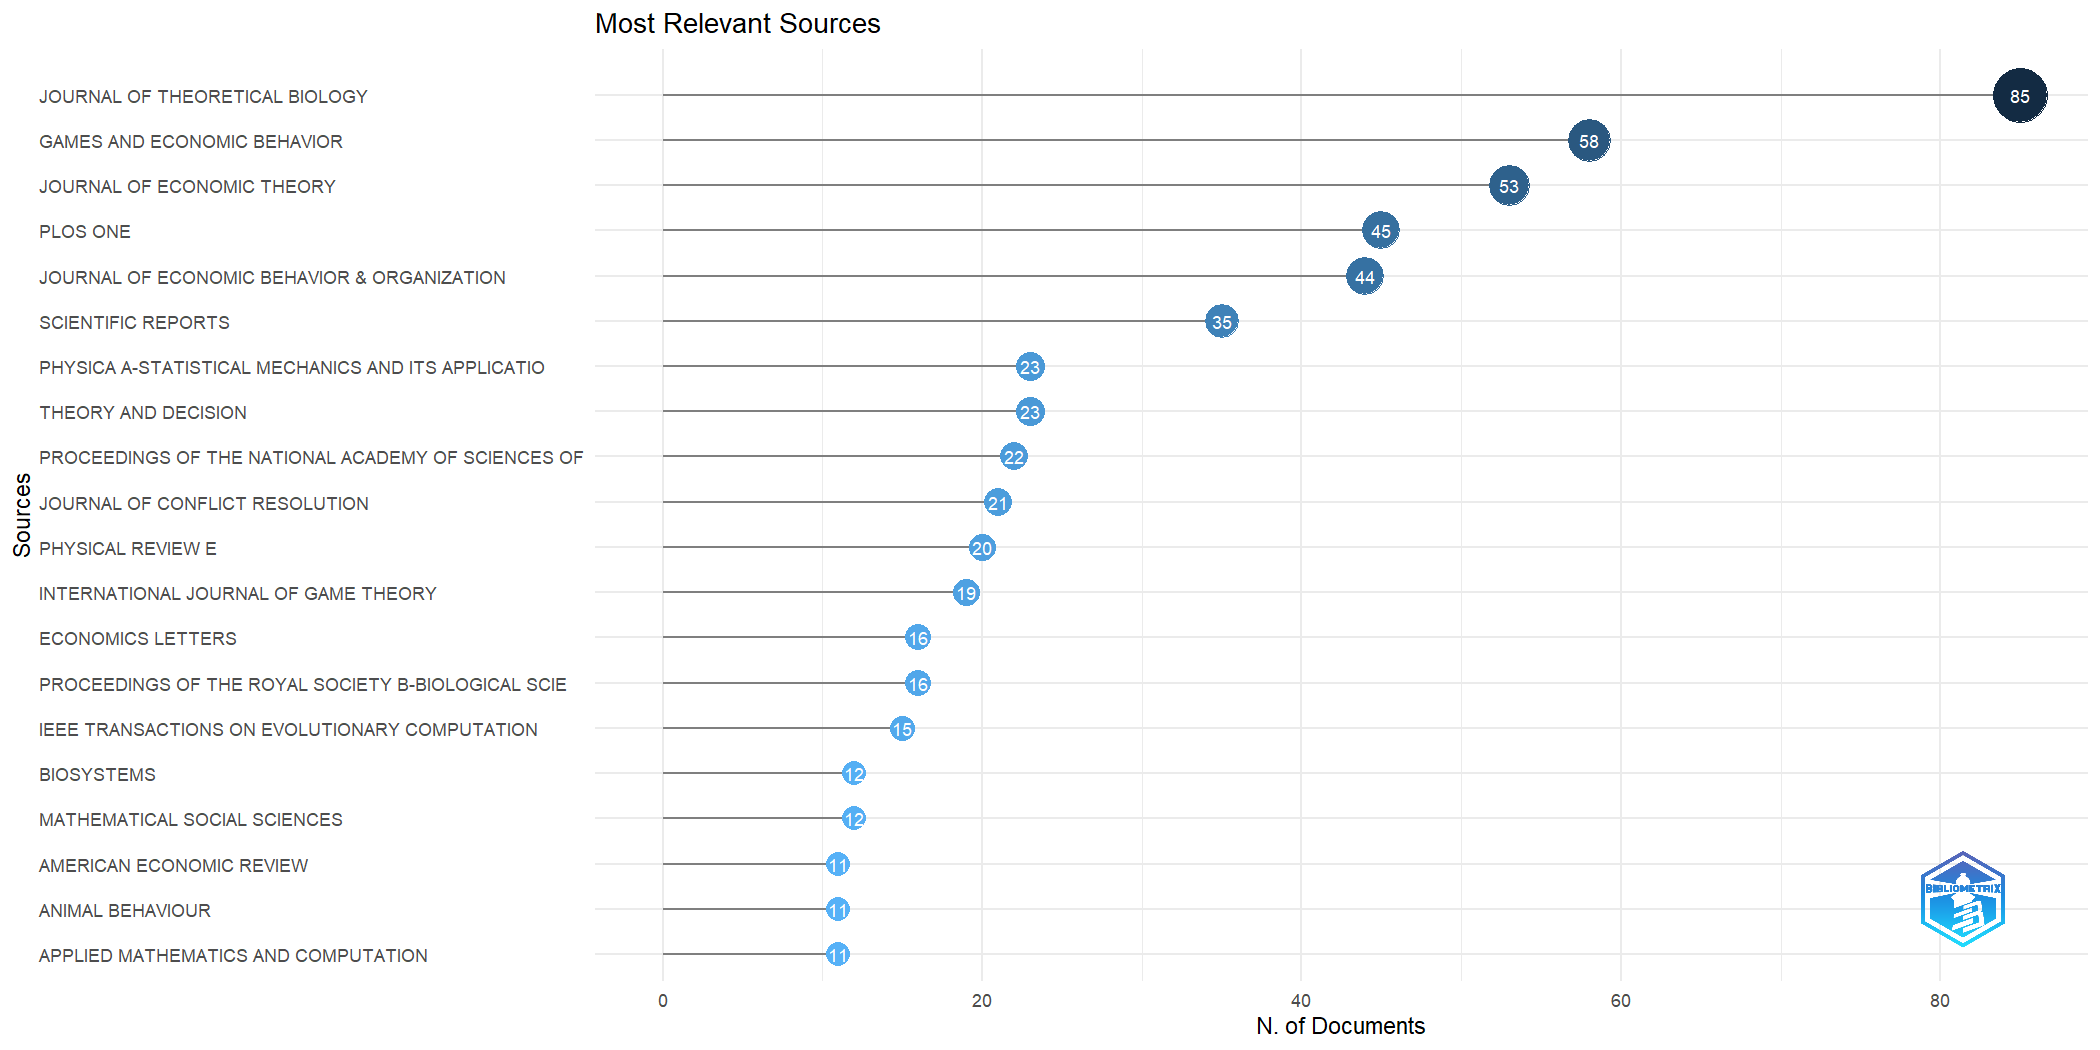 Most Relevant Sources
JOURNAL OF THEORETICAL BIOLOGY 85
GAMES AND ECONOMIC BEHAVIOR 58
JOURNAL OF ECONOMIC THEORY 53
PLOS ONE 45
JOURNAL OF ECONOMIC BEHAVIOR & ORGANIZATION 44
SCIENTIFIC REPORTS 35
PHYSICA A-STATISTICAL MECHANICS AND ITS APPLICATIO 23
THEORY AND DECISION 23
PROCEEDINGS OF THE NATIONAL ACADEMY OF SCIENCES OF 22
JOURNAL OF CONFLICT RESOLUTION 21
Sources
PHYSICAL REVIEW E 20
INTERNATIONAL JOURNAL OF GAME THEORY 19
ECONOMICS LETTERS 16
PROCEEDINGS OF THE ROYAL SOCIETY B-BIOLOGICAL SCIE 16
IEEE TRANSACTIONS ON EVOLUTIONARY COMPUTATION 15
BIOSYSTEMS 12
MATHEMATICAL SOCIAL SCIENCES 12
AMERICAN ECONOMIC REVIEW 11
BIBLIOMETRIX
ANIMAL BEHAVIOUR 11
APPLIED MATHEMATICS AND COMPUTATION 11
0 20 40 60 80
N. of Documents